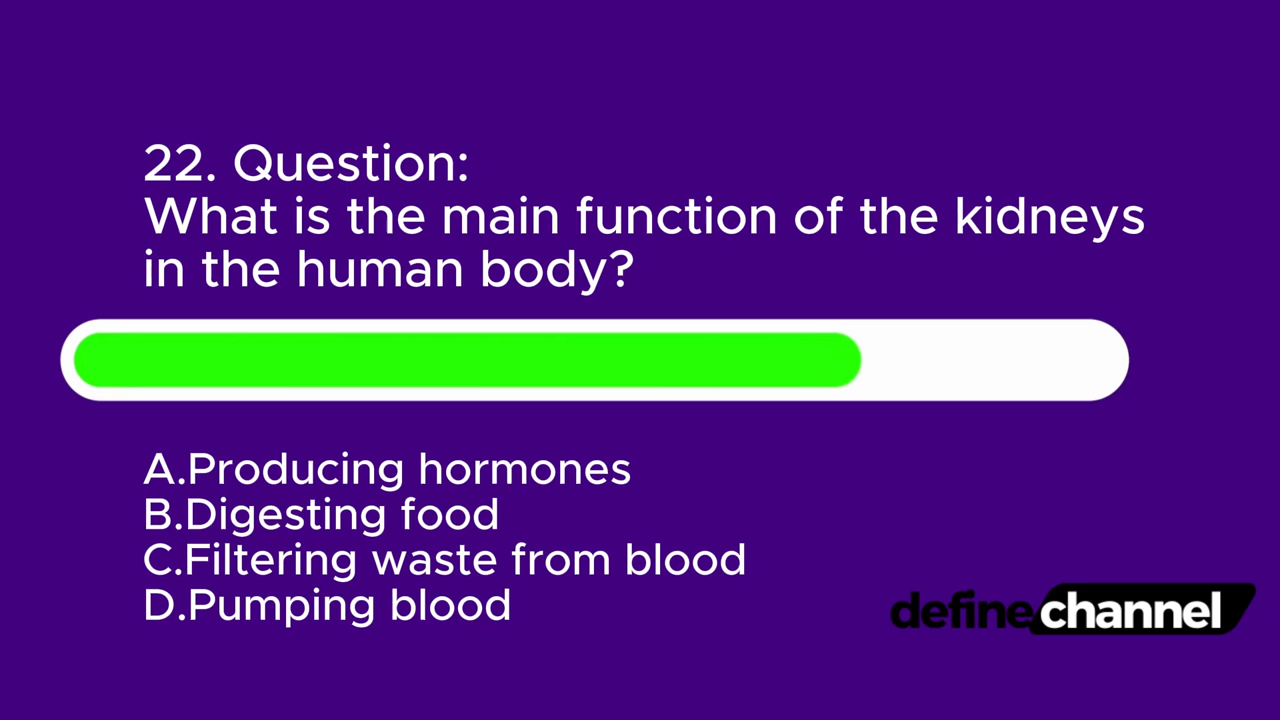 22. Question:
What is the main function of the kidneys
in the human body?
A.Producing hormones
B.Digesting food
C.Filtering waste from blood
D.Pumping blood
definechannel